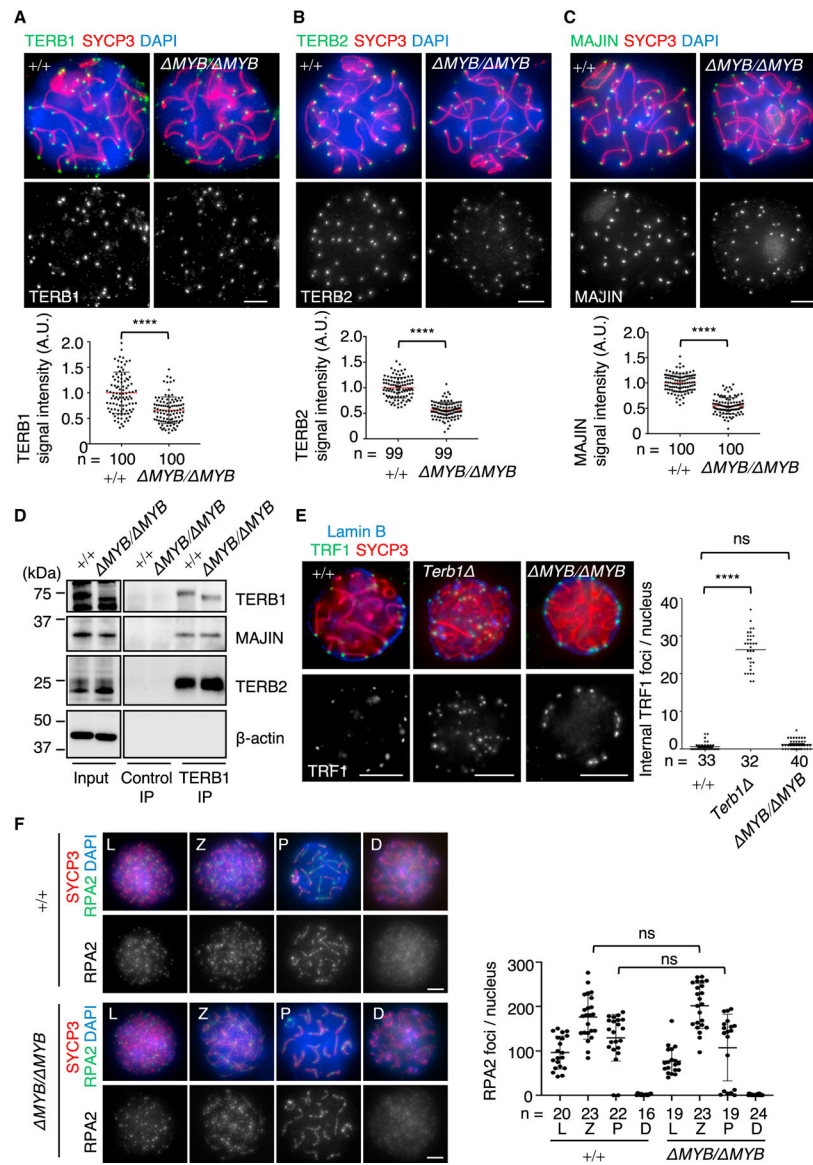 A
TERB1 SYCP3 DAPI
+/+
ΔMYB/ΔMYB
TERB1
TERB1
signal intensity (A.U.)
****
2.0
1.5
1.0
0.5
0
n = 100 100
+/+ ΔMYB/ΔMYB
B
TERB2 SYCP3 DAPI
+/+
ΔMYB/ΔMYB
TERB2
TERB2
signal intensity (A.U.)
****
2.0
1.5
1.0
0.5
0
n = 99 99
+/+ ΔMYB/ΔMYB
C
MAJIN SYCP3 DAPI
+/+
ΔMYB/ΔMYB
MAJIN
MAJIN
signal intensity (A.U.)
****
2.0
1.5
1.0
0.5
0
n = 100 100
+/+ ΔMYB/ΔMYB
D
+/+ ΔMYB/ΔMYB +/+ ΔMYB/ΔMYB +/+ ΔMYB/ΔMYB
(kDa)
75
TERB1
37
MAJIN
25
TERB2
50
β-actin
37
Input Control IP TERB1 IP
E
Lamin B
TRF1 SYCP3
+/+
Terb1Δ
ΔMYB/ΔMYB
TRF1
Internal TRF1 foci / nucleus
ns
****
40
30
20
10
0
n = 33 32 40
+/+ Terb1Δ ΔMYB/ΔMYB
F
+/+
SYCP3
RPA2 DAPI
L Z P D
RPA2
ΔMYB/ΔMYB
SYCP3
RPA2 DAPI
L Z P D
RPA2
RPA2 foci / nucleus
ns
ns
300
200
100
0
n = 20 23 22 16 19 23 19 24
L Z P D L Z P D
+/+ ΔMYB/ΔMYB